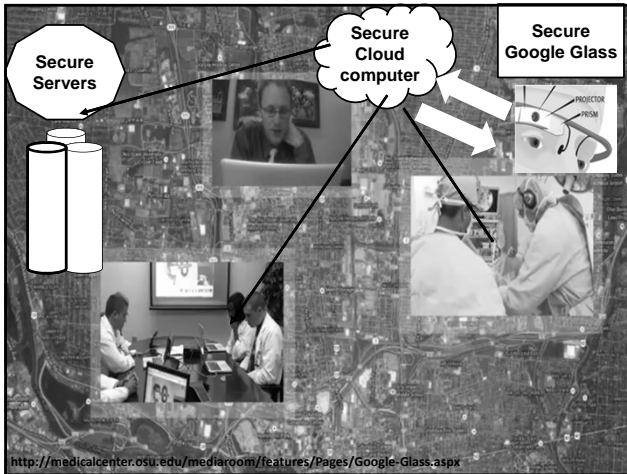 Secure
Servers
Secure
Cloud
computer
Secure
Google Glass
PROJECTOR
PRISM
http://medicalcenter.osu.edu/mediaroom/features/Pages/Google-Glass.aspx